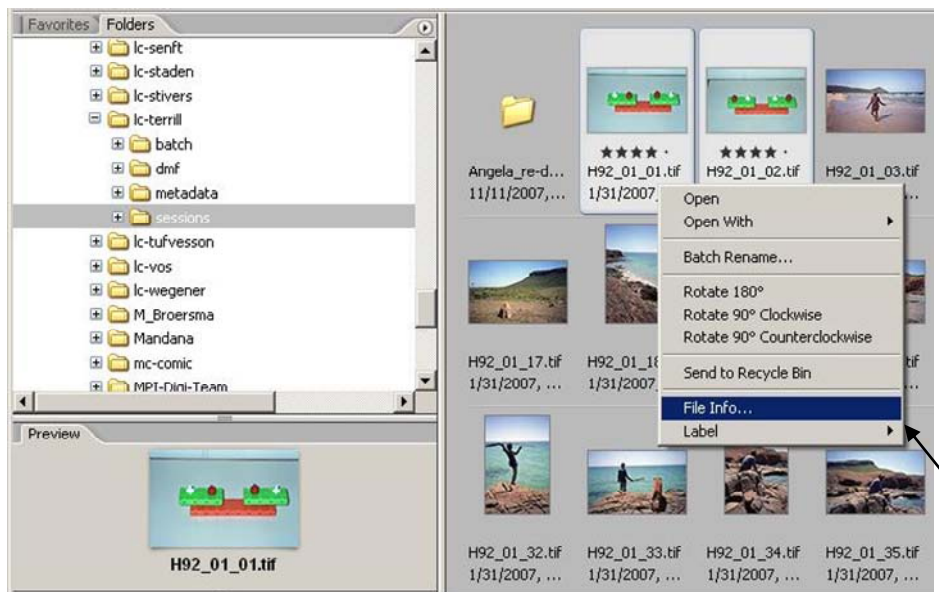 Favorites Folders
lc-senft
lc-staden
lc-stivers
lc-terrill
batch
dmf
metadata
sessions
lc-tufvesson
lc-vos
lc-wegener
M_Broersma
Mandana
mc-comic
MPI-Digi-Team
Preview
H92_01_01.tif
Angela_re-d... H92_01_01.tif H92_01_02.tif H92_01_03.tif
11/11/2007,... 1/31/2007, ...
Open
Open With
Batch Rename...
Rotate 180°
Rotate 90° Clockwise
Rotate 90° Counterclockwise
Send to Recycle Bin
File Info...
Label
H92_01_17.tif H92_01_18 tif
1/31/2007, ... 1/31/2007, ...
H92_01_32.tif H92_01_33.tif H92_01_34.tif H92_01_35.tif
1/31/2007, ... 1/31/2007, ... 1/31/2007, ... 1/31/2007, ...